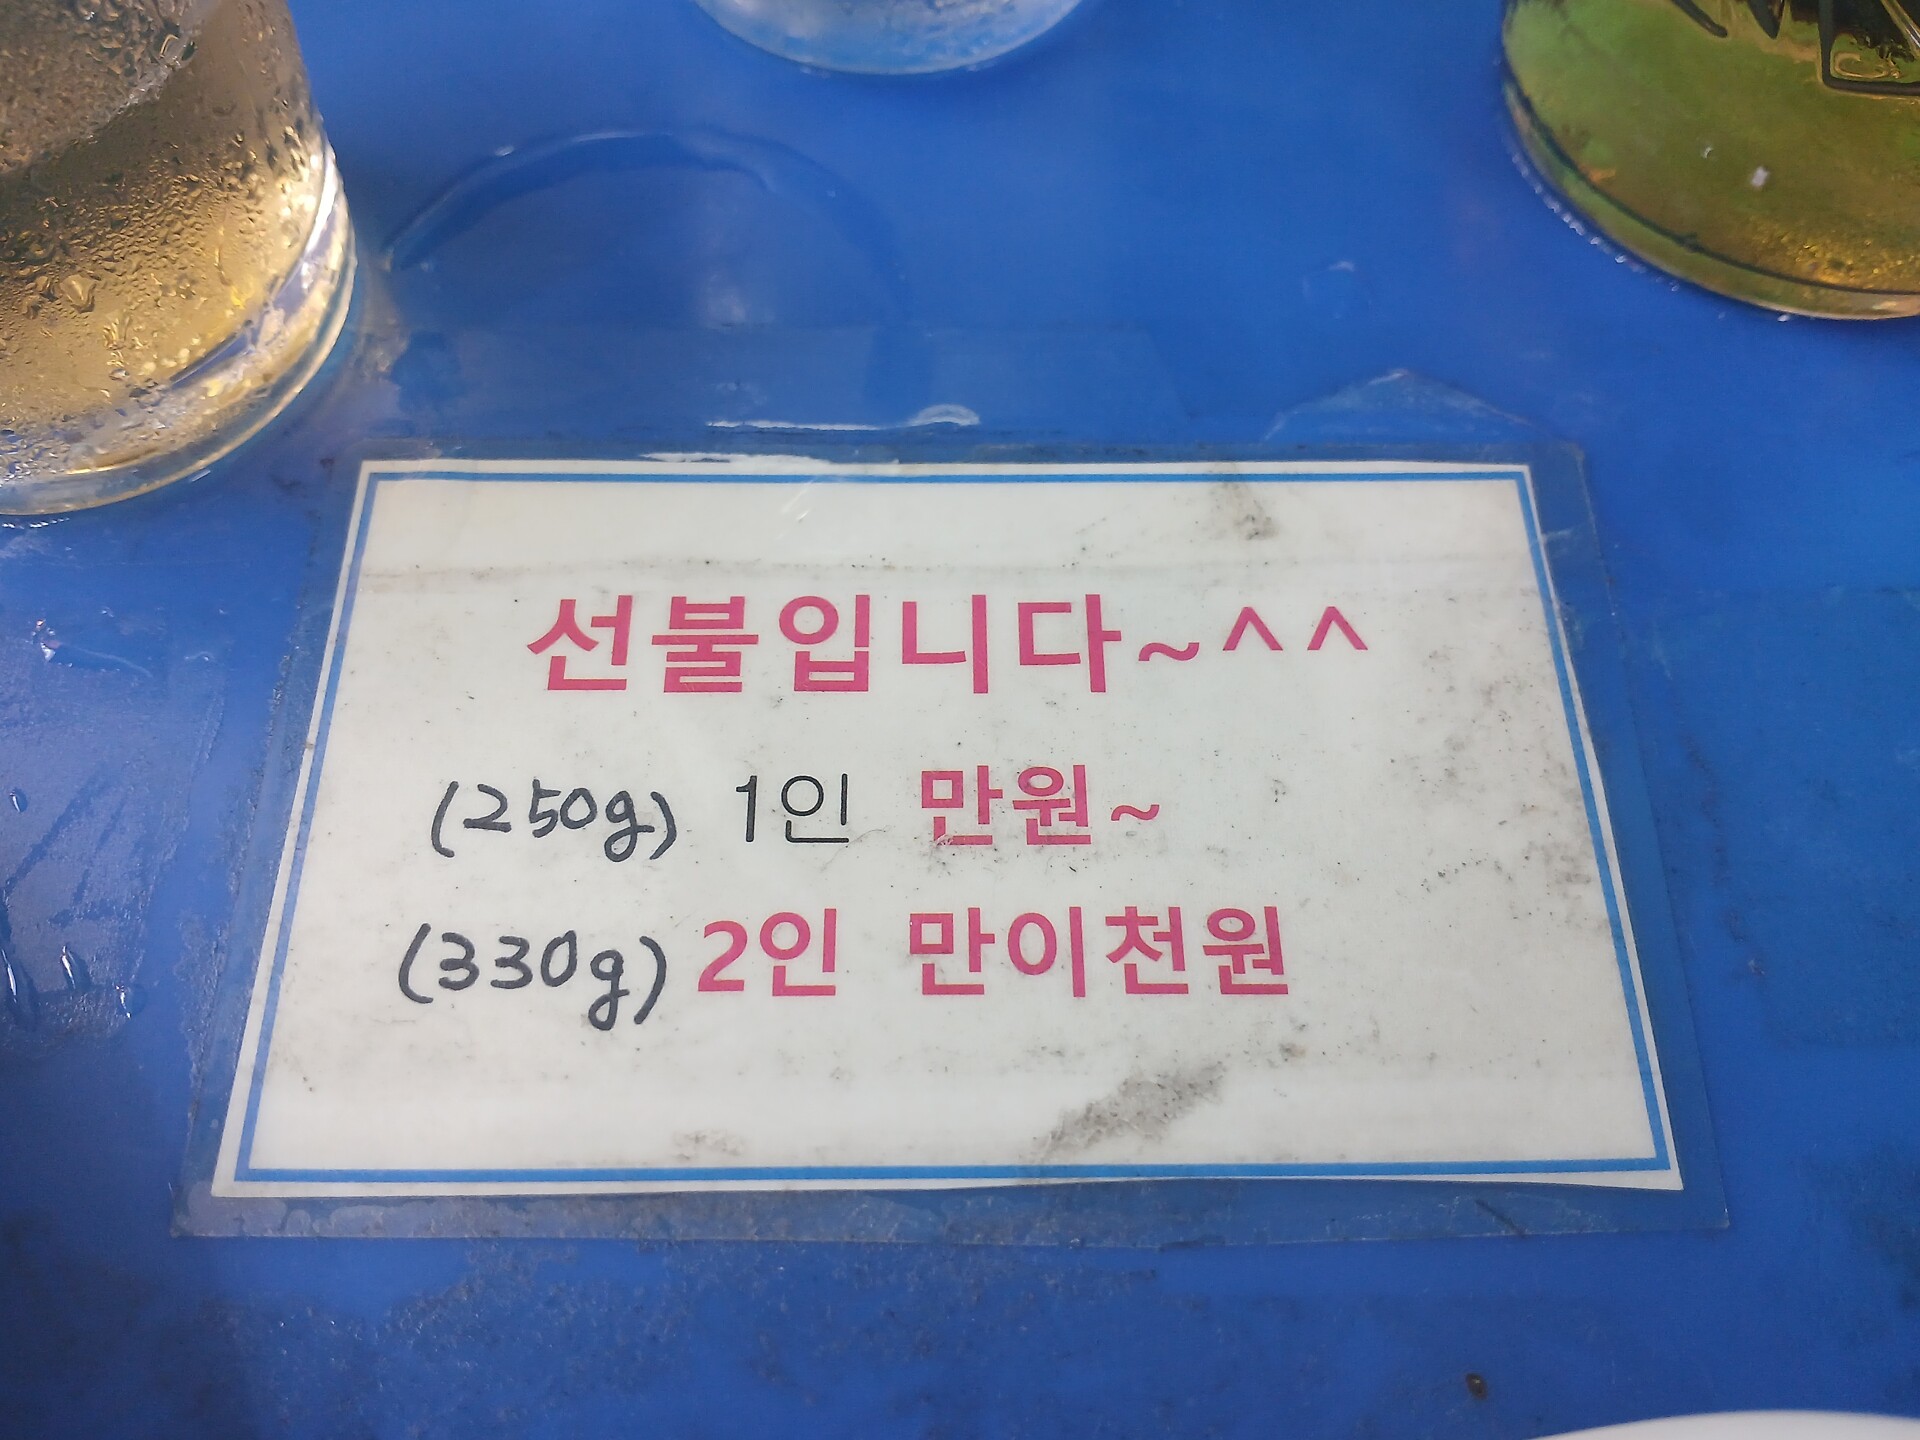 선불입니다~^^
(250g) 1인 만원~
(330g) 2인 만이천원